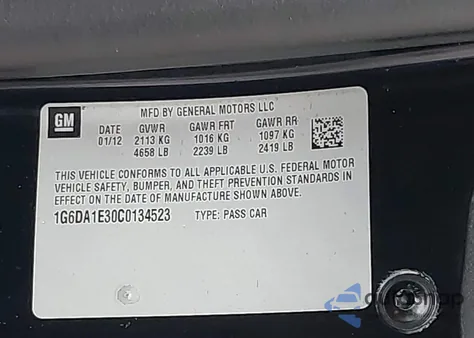 GM
MFD BY GENERAL MOTORS LLC
DATE GVWR GAWR FRT GAWR RR
01/12 2113 KG 1016 KG 1097 KG
4658 LB 2239 LB 2419 LB
THIS VEHICLE CONFORMS TO ALL APPLICABLE U.S. FEDERAL MOTOR
VEHICLE SAFETY, BUMPER, AND THEFT PREVENTION STANDARDS IN
EFFECT ON THE DATE OF MANUFACTURE SHOWN ABOVE.
1G6DA1E30C0134523 TYPE: PASS CAR